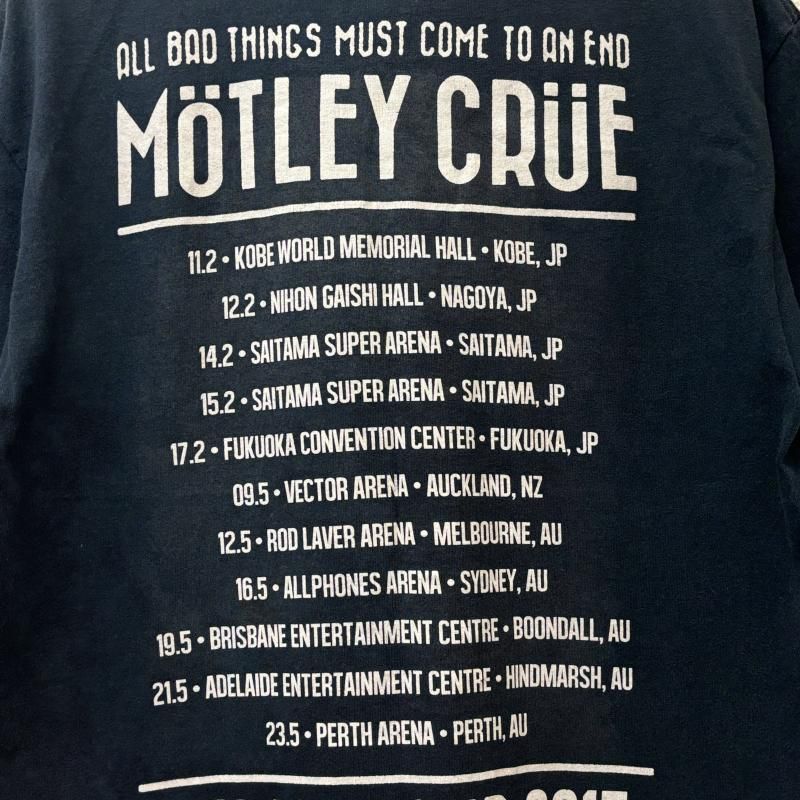 ALL BAD THINGS MUST COME TO AN END
MÖTLEY CRÜE
11.2 • KOBE WORLD MEMORIAL HALL • KOBE, JP
12.2 • NIHON GAISHI HALL • NAGOYA, JP
14.2 • SAITAMA SUPER ARENA • SAITAMA, JP
15.2 • SAITAMA SUPER ARENA • SAITAMA, JP
17.2 • FUKUOKA CONVENTION CENTER • FUKUOKA, JP
09.5 • VECTOR ARENA • AUCKLAND, NZ
12.5 • ROD LAVER ARENA • MELBOURNE, AU
16.5 • ALLPHONES ARENA • SYDNEY, AU
19.5 • BRISBANE ENTERTAINMENT CENTRE • BOONDALL, AU
21.5 • ADELAIDE ENTERTAINMENT CENTRE • HINDMARSH, AU
23.5 • PERTH ARENA • PERTH, AU